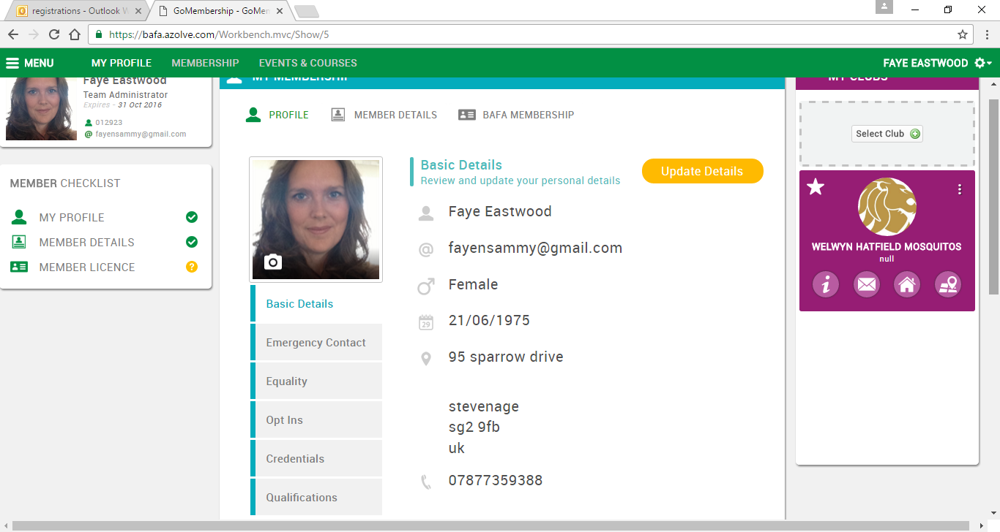 registrations - Outlook W
GoMembership - GoMem
https://bafa.azolve.com/Workbench.mvc/Show/5
MENU
MY PROFILE
MEMBERSHIP
EVENTS & COURSES
FAYE EASTWOOD
Faye Eastwood
Team Administrator
Expires - 31 Oct 2016
012923
fayensammy@gmail.com
MEMBER CHECKLIST
MY PROFILE
MEMBER DETAILS
MEMBER LICENCE
?
MY MEMBERSHIP
PROFILE
MEMBER DETAILS
BAFA MEMBERSHIP
Basic Details
Emergency Contact
Equality
Opt Ins
Credentials
Qualifications
Basic Details
Review and update your personal details
Update Details
Faye Eastwood
@
fayensammy@gmail.com
Female
29
21/06/1975
95 sparrow drive
stevenage
sg2 9fb
uk
07877359388
MY CLUBS
Select Club
WELWYN HATFIELD MOSQUITOS
null